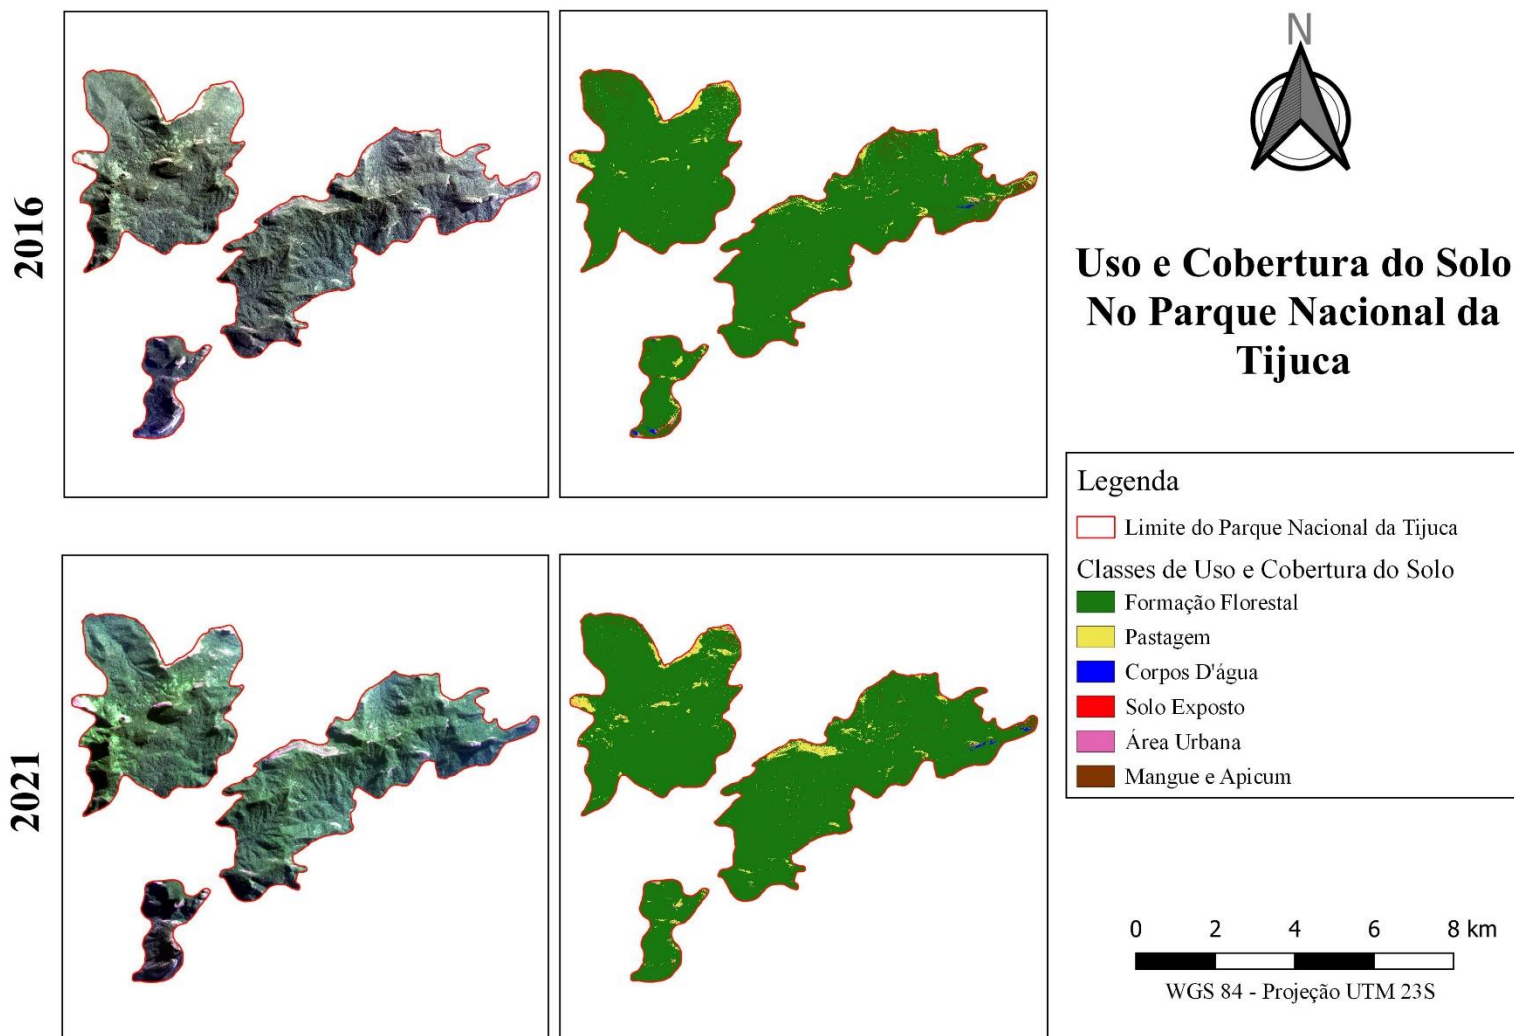 2016
2021
N
Uso e Cobertura do Solo
No Parque Nacional da
Tijuca
Legenda
Limite do Parque Nacional da Tijuca
Classes de Uso e Cobertura do Solo
Formação Florestal
Pastagem
Corpos D'água
Solo Exposto
Área Urbana
Mangue e Apicum
0 2 4 6 8 km
WGS 84 - Projeção UTM 23S